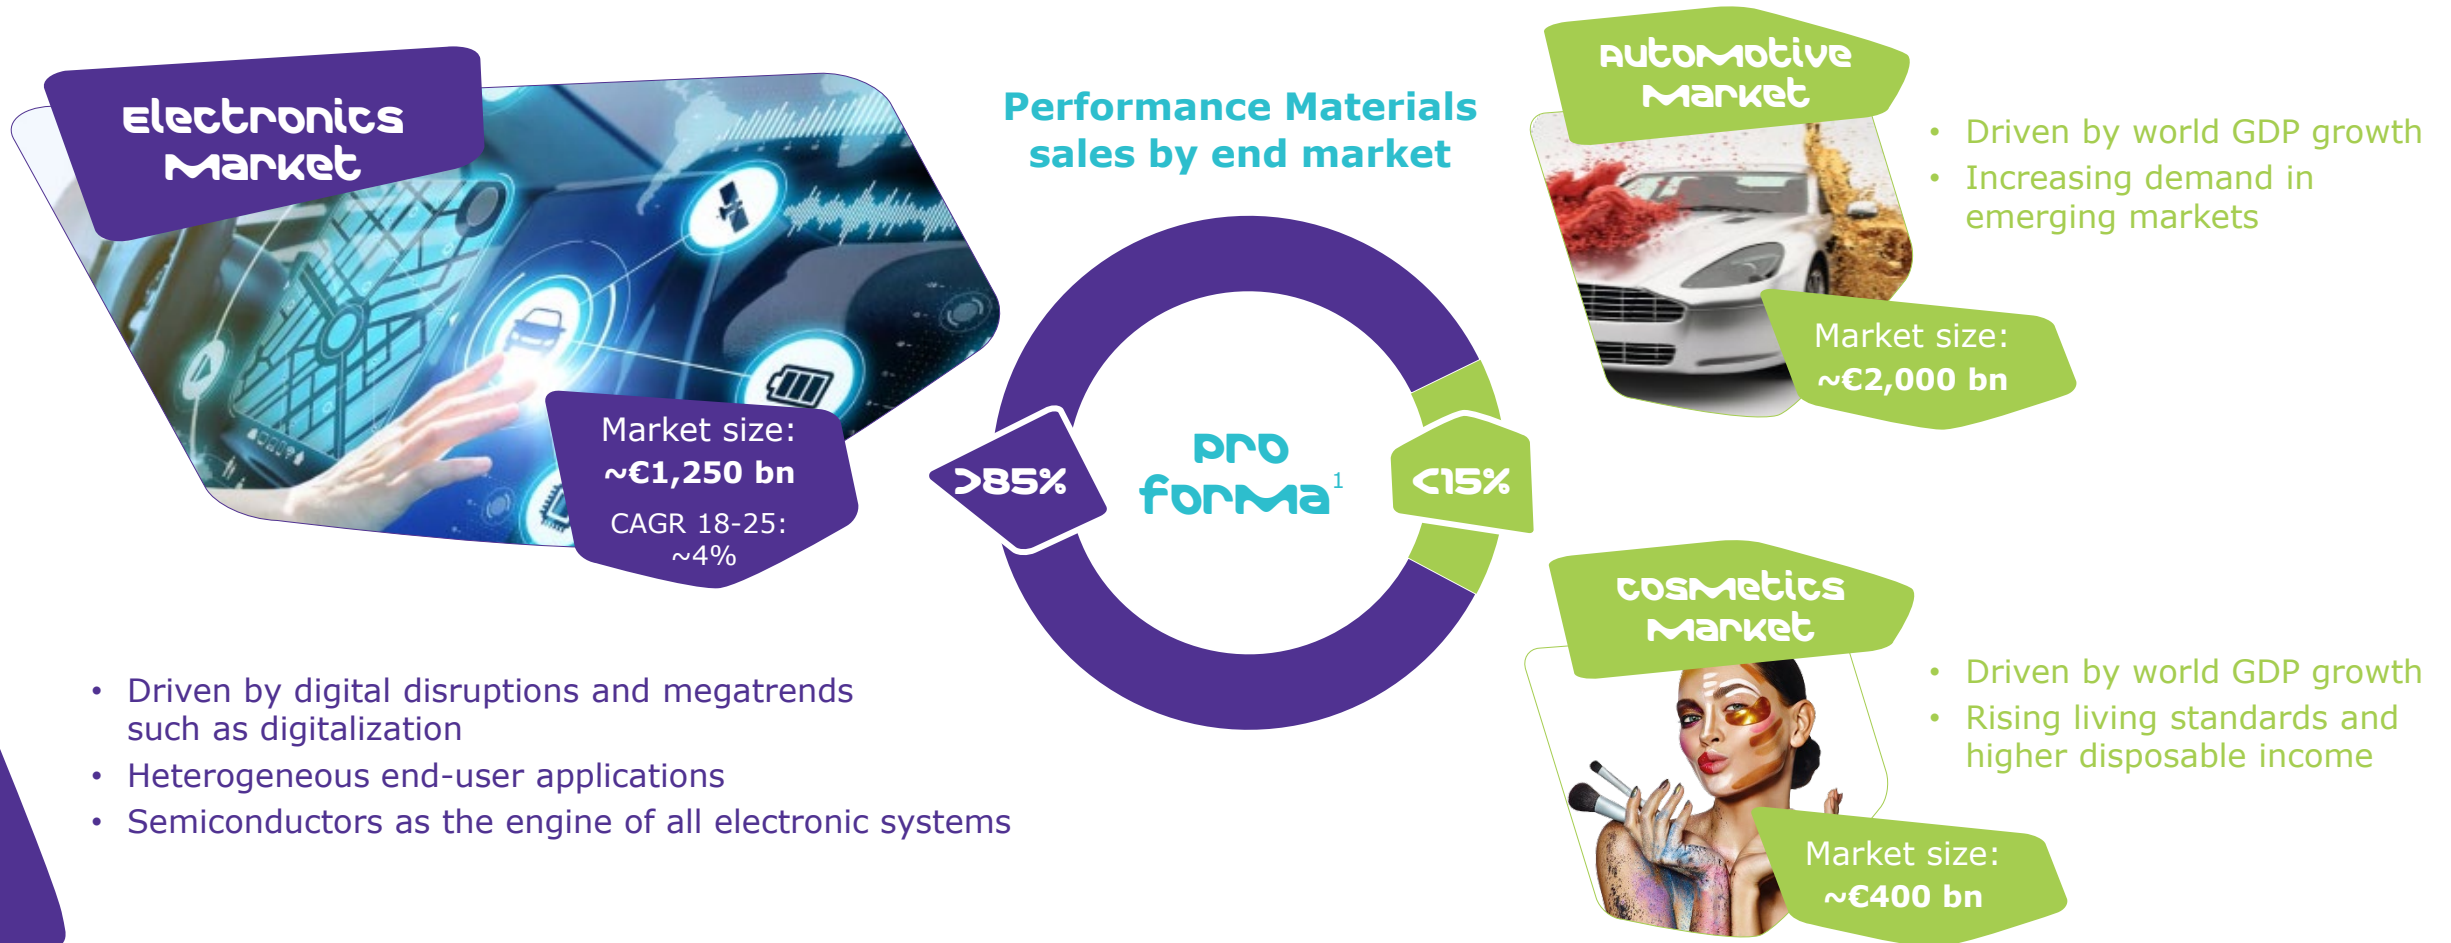 Electronics
Market
Market size:
~€1,250 bn
CAGR 18-25:
~4%
• Driven by digital disruptions and megatrends
such as digitalization
• Heterogeneous end-user applications
• Semiconductors as the engine of all electronic systems
Performance Materials
sales by end market
>85%
pro
forma¹
<15%
Automotive
Market
• Driven by world GDP growth
• Increasing demand in
emerging markets
Market size:
~€2,000 bn
Cosmetics
Market
• Driven by world GDP growth
• Rising living standards and
higher disposable income
Market size:
~€400 bn